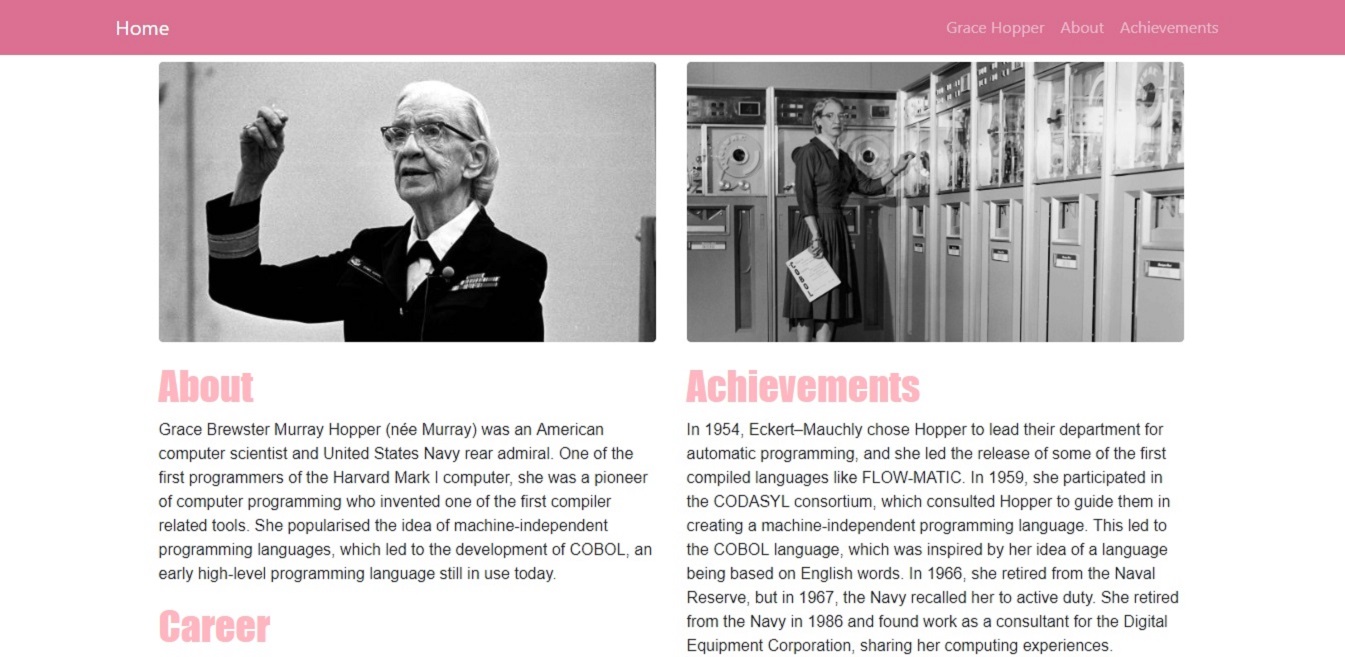 Home
Grace Hopper About Achievements
COBOL
About
Grace Brewster Murray Hopper (née Murray) was an American
computer scientist and United States Navy rear admiral. One of the
first programmers of the Harvard Mark I computer, she was a pioneer
of computer programming who invented one of the first compiler
related tools. She popularised the idea of machine-independent
programming languages, which led to the development of COBOL, an
early high-level programming language still in use today.
Career
Achievements
In 1954, Eckert–Mauchly chose Hopper to lead their department for
automatic programming, and she led the release of some of the first
compiled languages like FLOW-MATIC. In 1959, she participated in
the CODASYL consortium, which consulted Hopper to guide them in
creating a machine-independent programming language. This led to
the COBOL language, which was inspired by her idea of a language
being based on English words. In 1966, she retired from the Naval
Reserve, but in 1967, the Navy recalled her to active duty. She retired
from the Navy in 1986 and found work as a consultant for the Digital
Equipment Corporation, sharing her computing experiences.